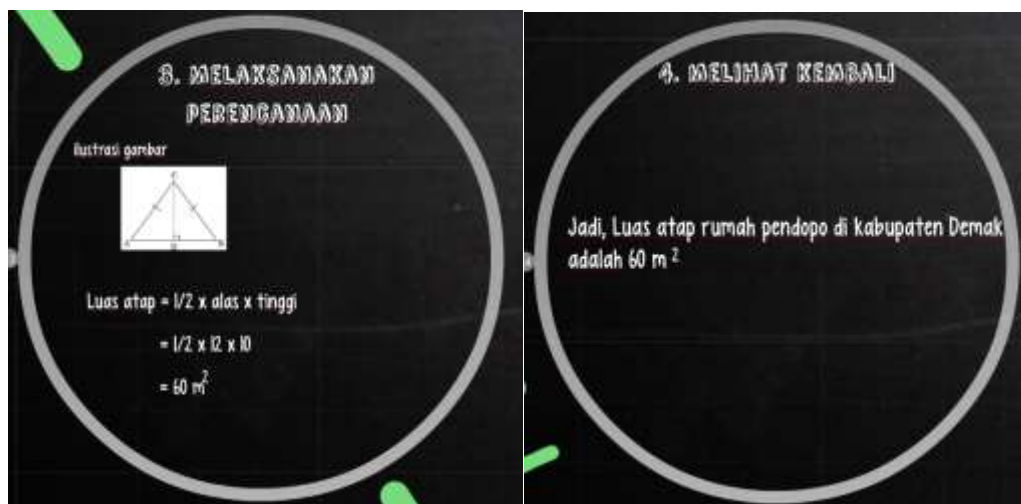 3. MELAKSANAKAN
PERENCANAAN
ilustrasi gambar
C
A
B
Luas atap = 1/2 x alas x tinggi
= 1/2 x 12 x 10
= 60 m²
4. MELIHAT KEMBALI
Jadi, Luas atap rumah pendopo di kabupaten Demak
adalah 60 m²